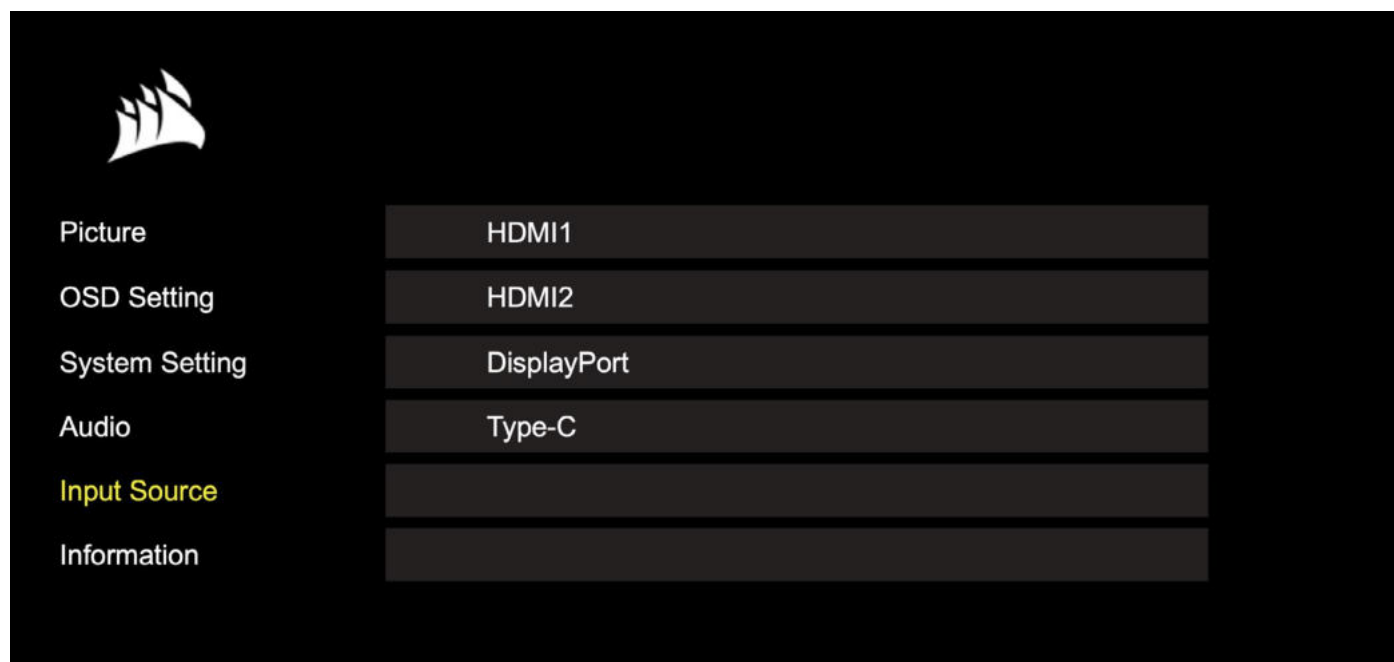 Picture HDMI1
OSD Setting HDMI2
System Setting DisplayPort
Audio Type-C
Input Source
Information